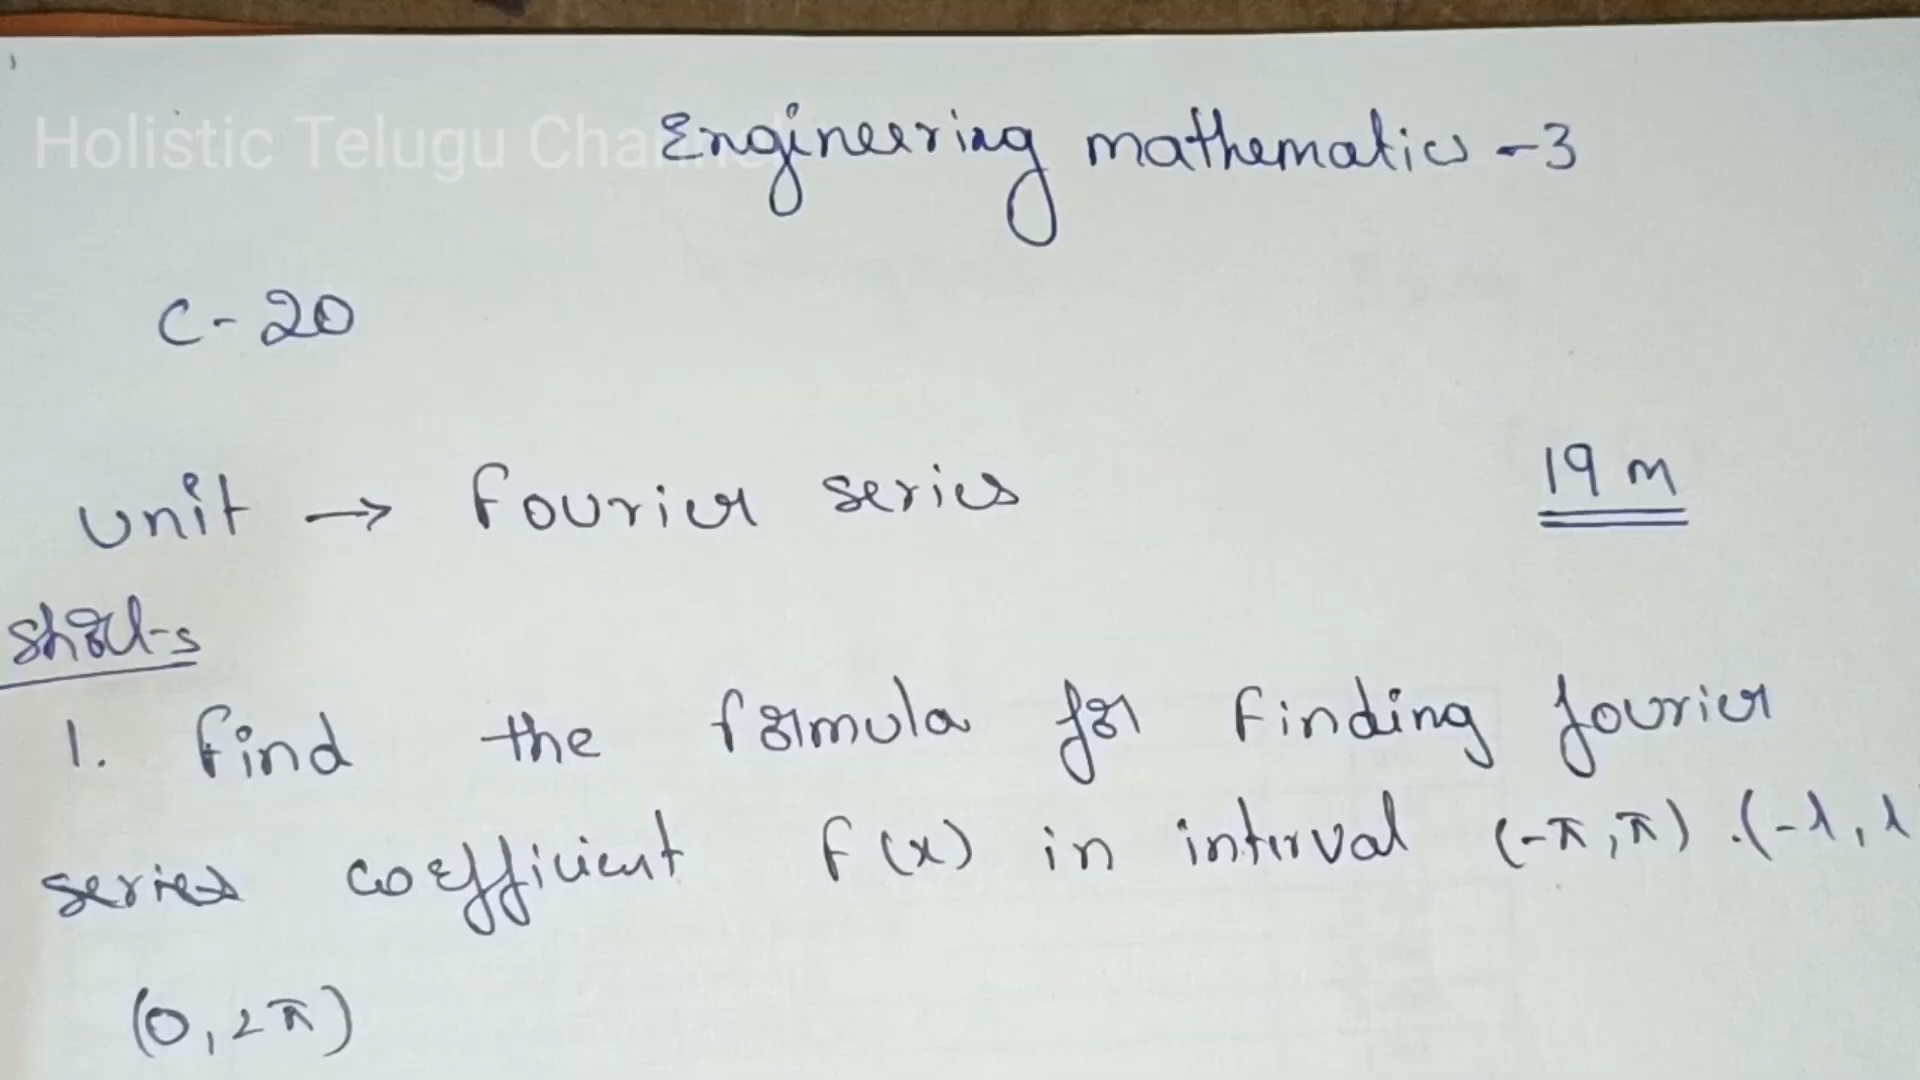 Holistic Telugu Cha
Engineering mathematics - 3
C-20
unit → fourier series
19 m
Shorts
1. find the formula for finding fourier
series coefficient f(x) in interval (-π, π) . (-λ, λ
(0, 2π)